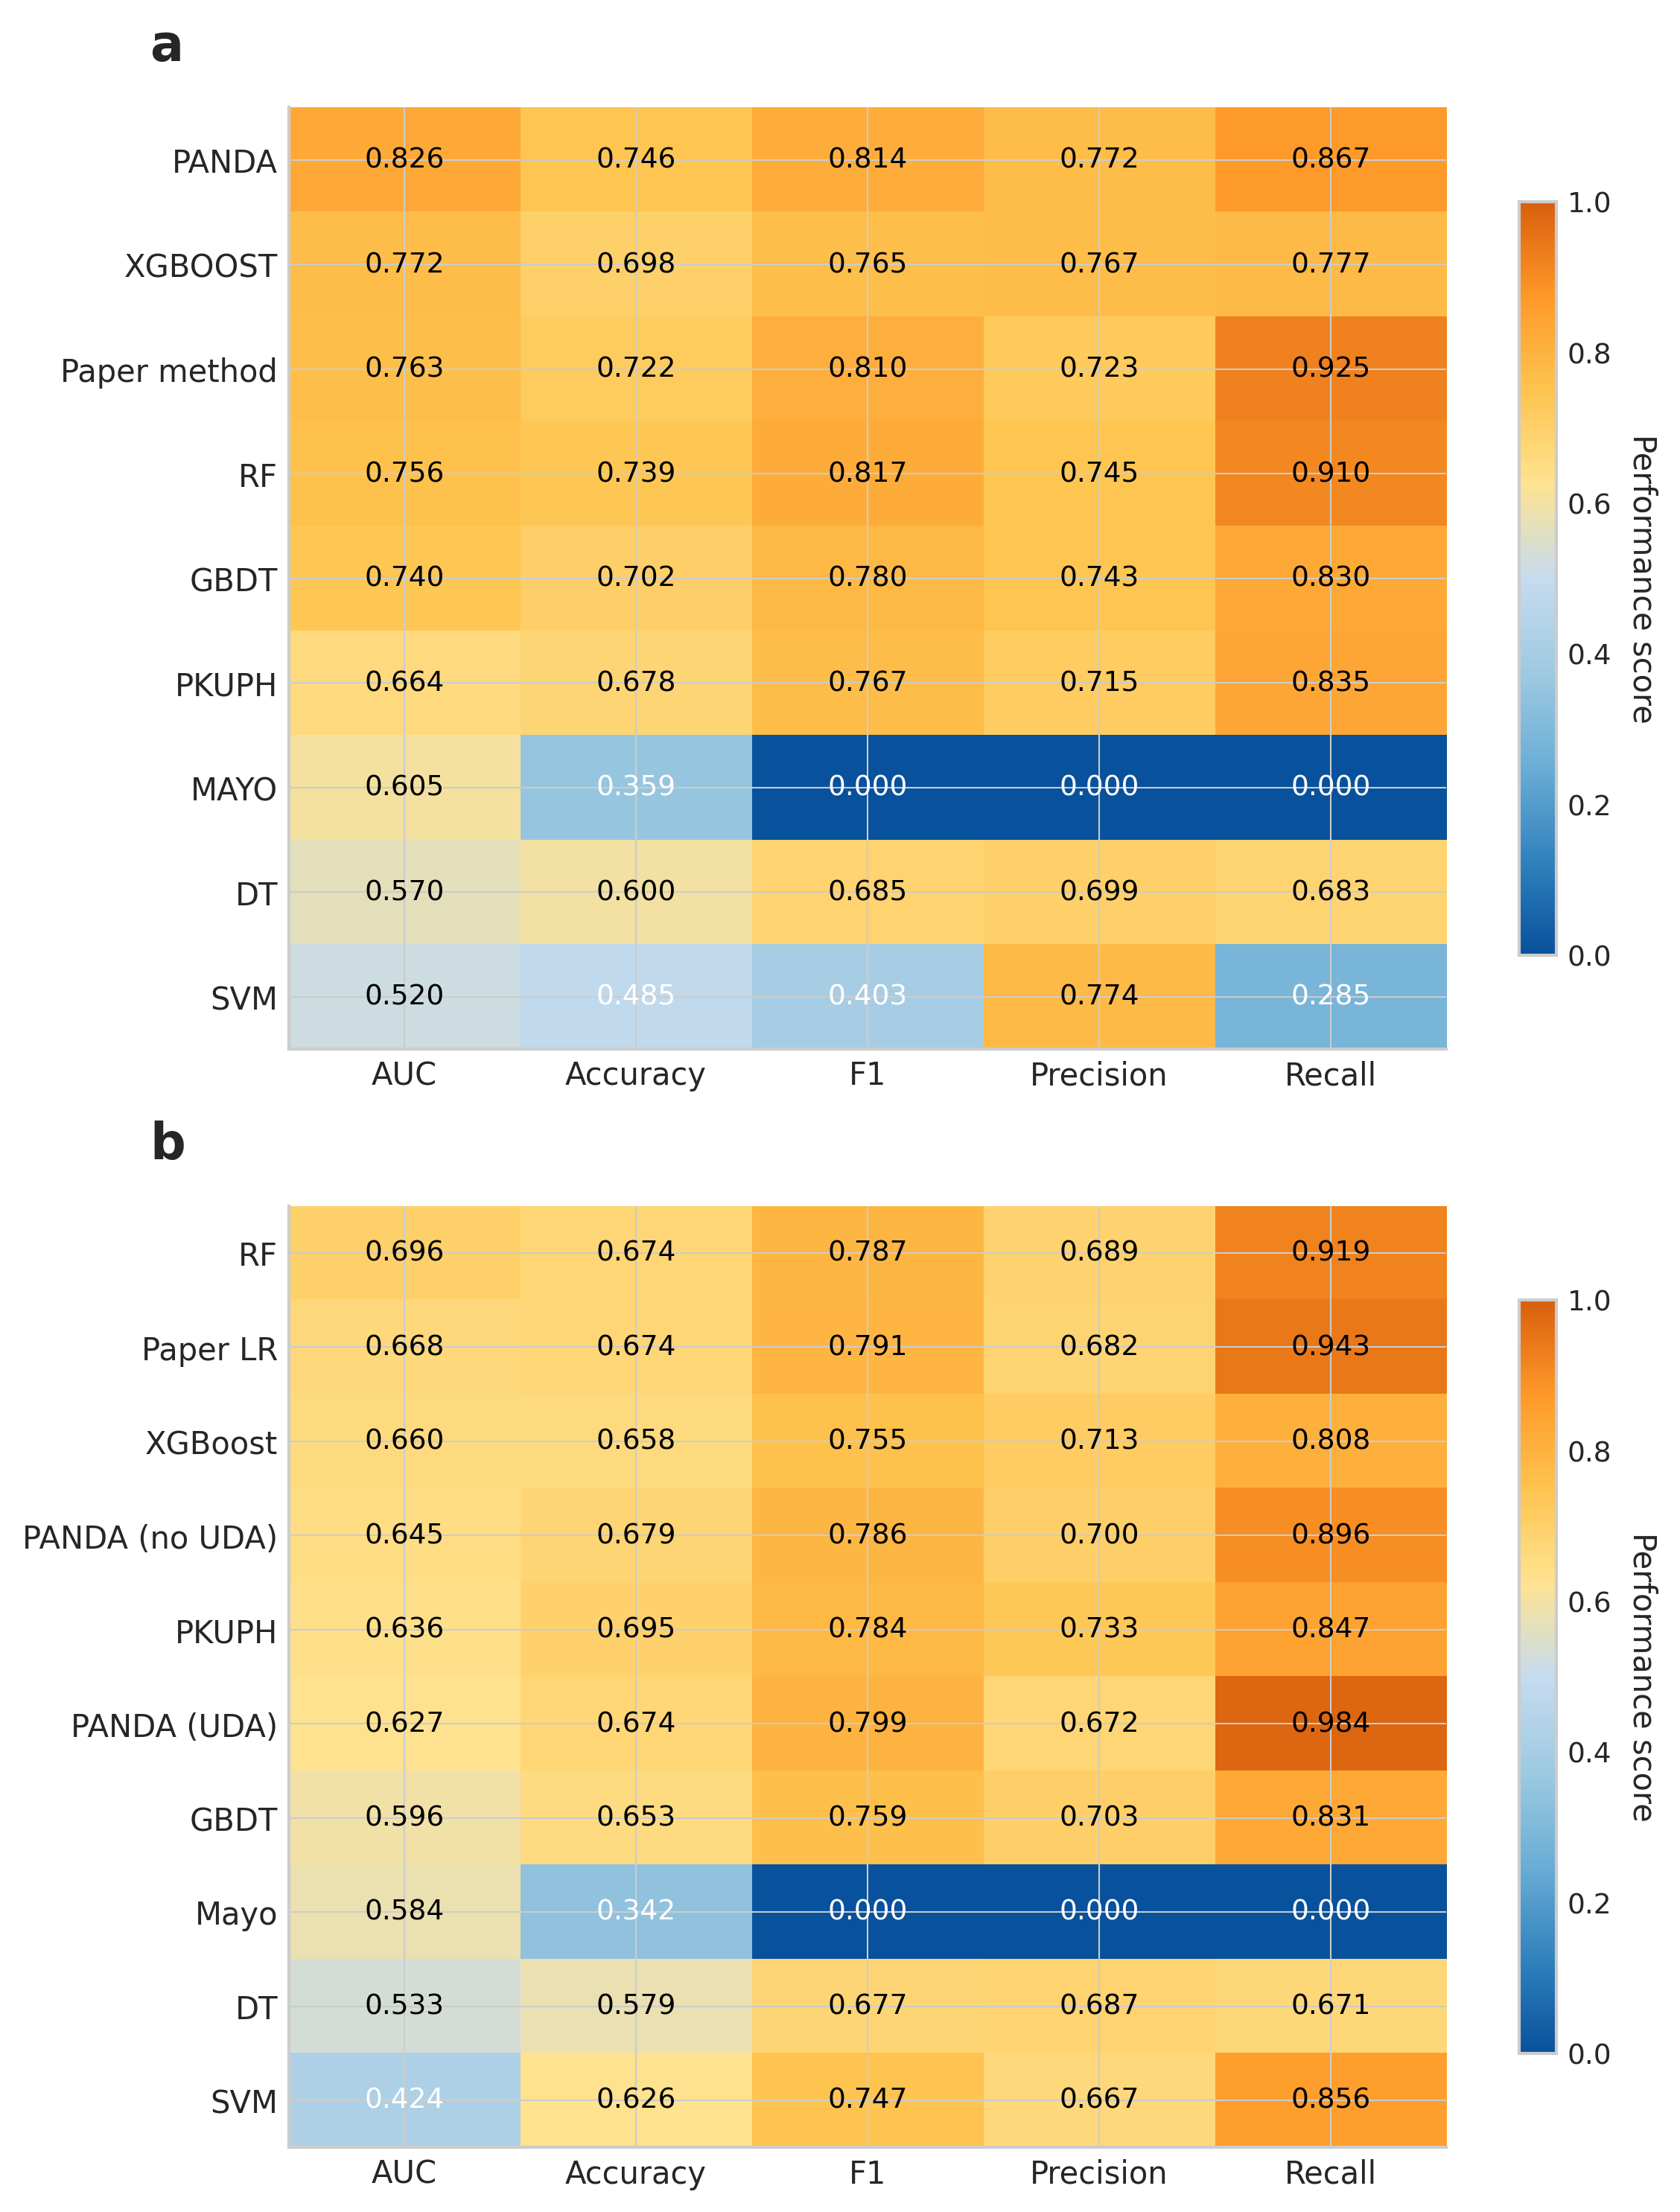 a
PANDA 0.826 0.746 0.814 0.772 0.867
XGBOOST 0.772 0.698 0.765 0.767 0.777
Paper method 0.763 0.722 0.810 0.723 0.925
RF 0.756 0.739 0.817 0.745 0.910
GBDT 0.740 0.702 0.780 0.743 0.830
PKUPH 0.664 0.678 0.767 0.715 0.835
MAYO 0.605 0.359 0.000 0.000 0.000
DT 0.570 0.600 0.685 0.699 0.683
SVM 0.520 0.485 0.403 0.774 0.285
AUC Accuracy F1 Precision Recall
1.0
0.8
0.6
0.4
0.2
0.0
Performance score
b
RF 0.696 0.674 0.787 0.689 0.919
Paper LR 0.668 0.674 0.791 0.682 0.943
XGBoost 0.660 0.658 0.755 0.713 0.808
PANDA (no UDA) 0.645 0.679 0.786 0.700 0.896
PKUPH 0.636 0.695 0.784 0.733 0.847
PANDA (UDA) 0.627 0.674 0.799 0.672 0.984
GBDT 0.596 0.653 0.759 0.703 0.831
Mayo 0.584 0.342 0.000 0.000 0.000
DT 0.533 0.579 0.677 0.687 0.671
SVM 0.424 0.626 0.747 0.667 0.856
AUC Accuracy F1 Precision Recall
1.0
0.8
0.6
0.4
0.2
0.0
Performance score